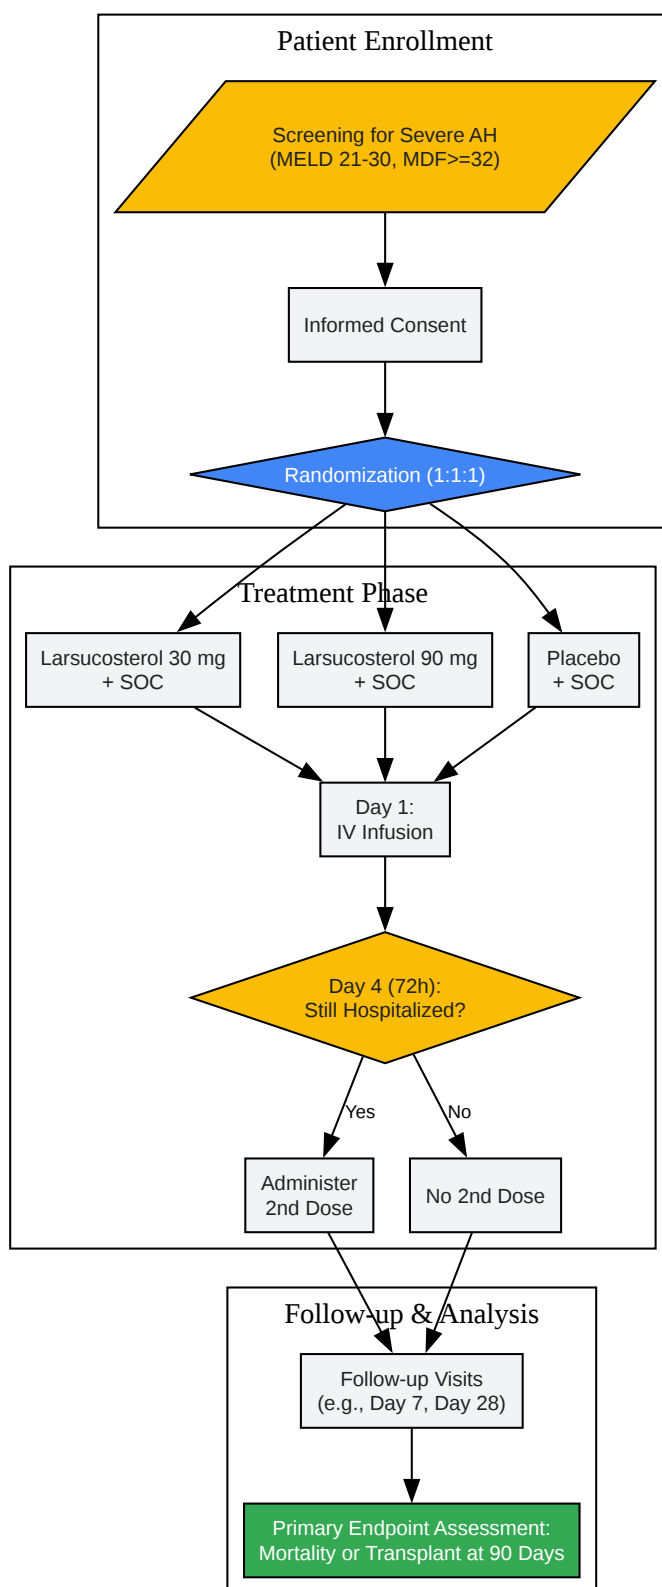 Patient Enrollment
Screening for Severe AH
(MELD 21-30, MDF>=32)
Informed Consent
Randomization (1:1:1)
Treatment Phase
Larsucosterol 30 mg
+ SOC
Larsucosterol 90 mg
+ SOC
Placebo
+ SOC
Day 1:
IV Infusion
Day 4 (72h):
Still Hospitalized?
Yes
No
Administer
2nd Dose
No 2nd Dose
Follow-up & Analysis
Follow-up Visits
(e.g., Day 7, Day 28)
Primary Endpoint Assessment:
Mortality or Transplant at 90 Days